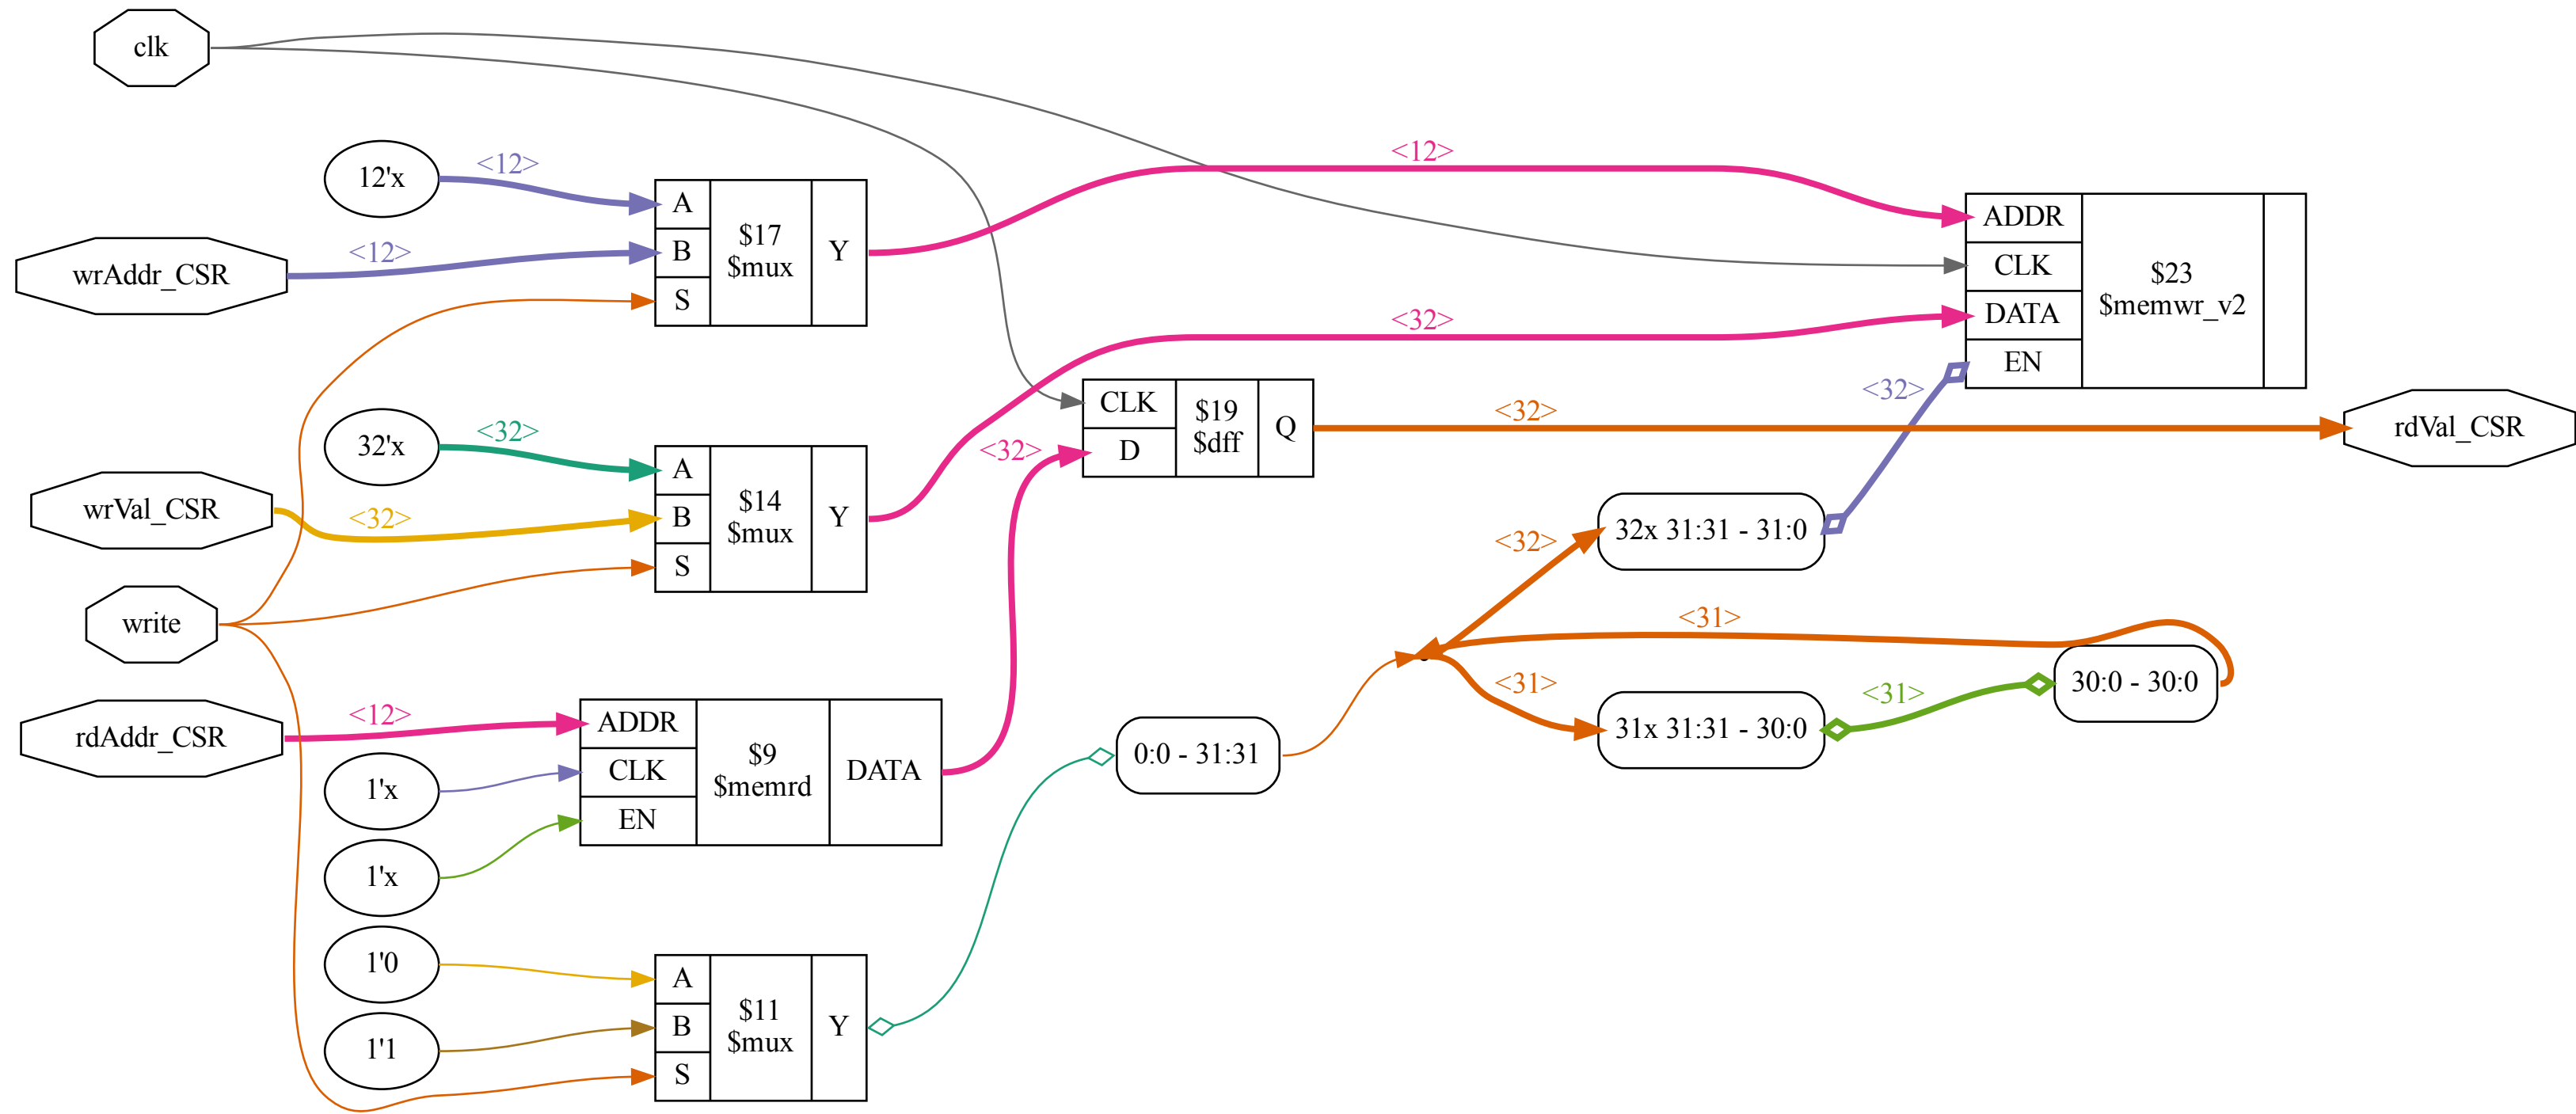 clk
12'x
<12>
wrAddr_CSR
<12>
A
B
S
$17
$mux
Y
<12>
ADDR
CLK
DATA
EN
$23
$memwr_v2
32'x
<32>
wrVal_CSR
<32>
A
B
S
$14
$mux
Y
<32>
<32>
CLK
D
$19
$dff
Q
<32>
<32>
rdVal_CSR
write
<32>
32x 31:31 - 31:0
<31>
<31>
31x 31:31 - 30:0
<31>
30:0 - 30:0
rdAddr_CSR
<12>
1'x
1'x
ADDR
CLK
EN
$9
$memrd
DATA
0:0 - 31:31
1'0
1'1
A
B
S
$11
$mux
Y